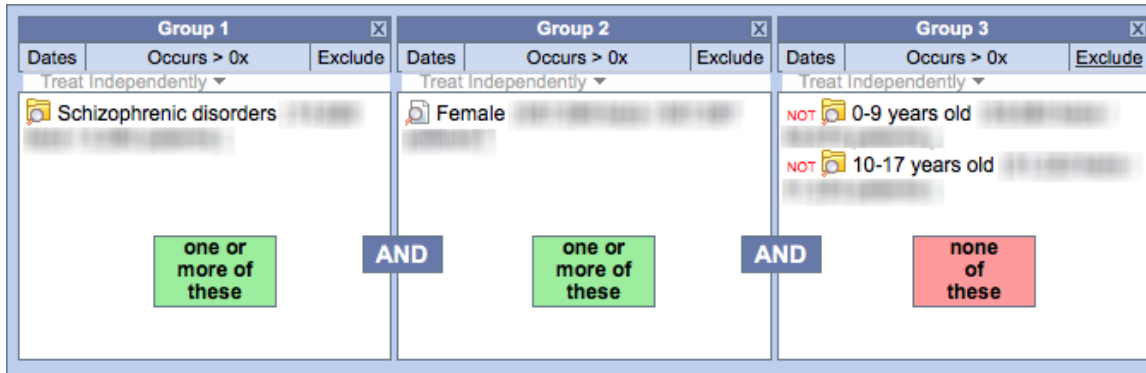 Group 1 X
Dates Occurs > 0x Exclude
Treat Independently
Schizophrenic disorders
one or
more of
these
AND
Group 2 X
Dates Occurs > 0x Exclude
Treat Independently
Female
one or
more of
these
AND
Group 3 X
Dates Occurs > 0x Exclude
Treat Independently
NOT 0-9 years old
NOT 10-17 years old
none
of
these